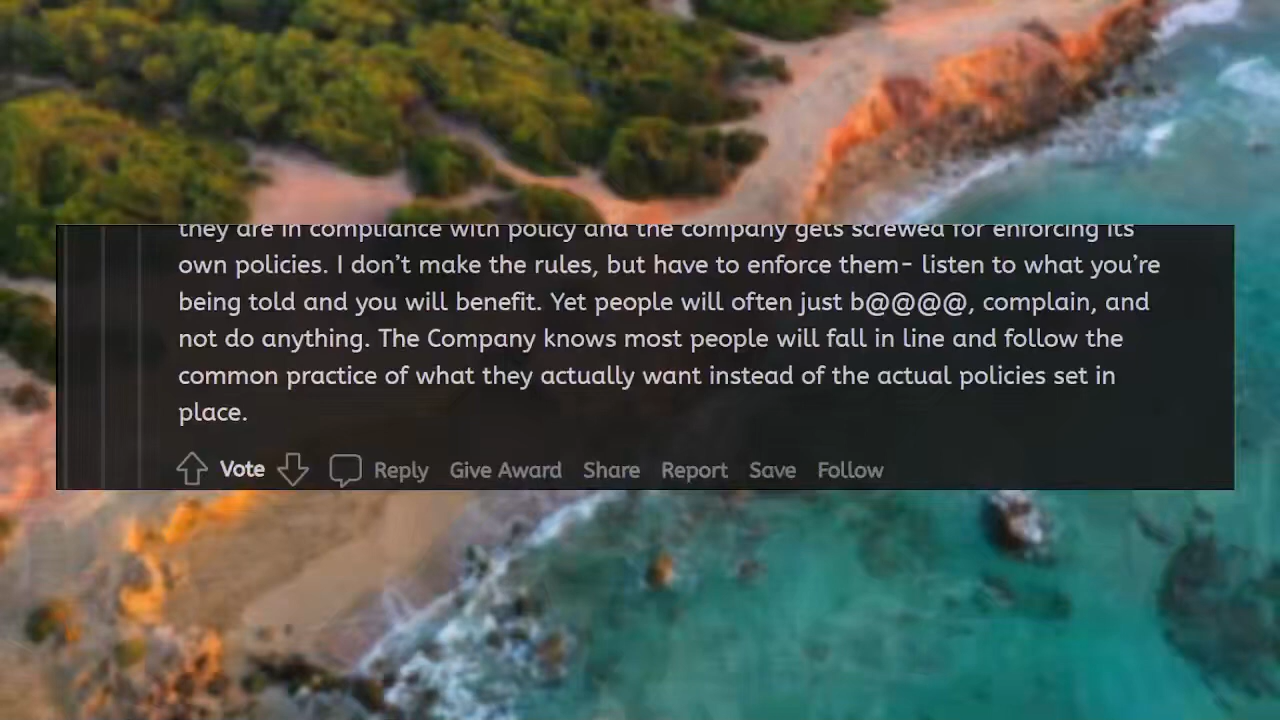 they are in compliance with policy and the company gets screwed for enforcing its
own policies. I don’t make the rules, but have to enforce them- listen to what you’re
being told and you will benefit. Yet people will often just b@@@@, complain, and
not do anything. The Company knows most people will fall in line and follow the
common practice of what they actually want instead of the actual policies set in
place.
Vote Reply Give Award Share Report Save Follow